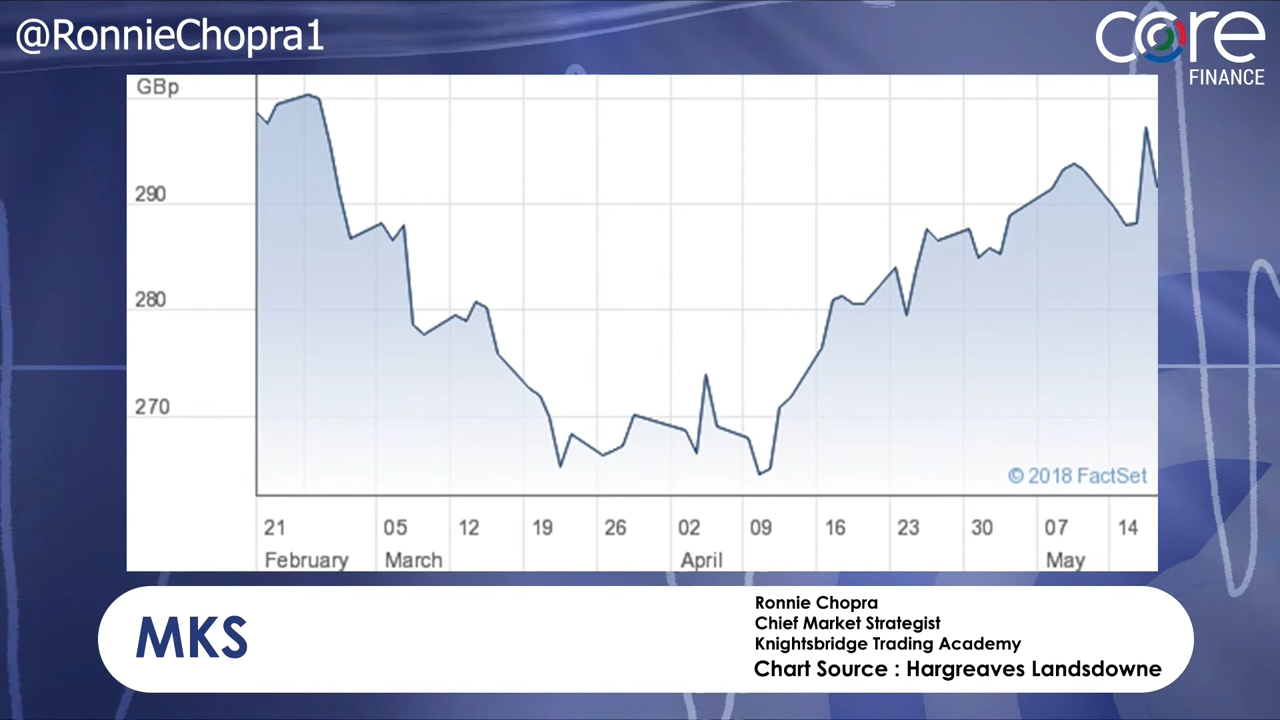 @RonnieChopra1
core
FINANCE
GBp
290
280
270
© 2018 FactSet
21 05 12 19 26 02 09 16 23 30 07 14
February March April May
MKS
Ronnie Chopra
Chief Market Strategist
Knightsbridge Trading Academy
Chart Source : Hargreaves Landsdowne